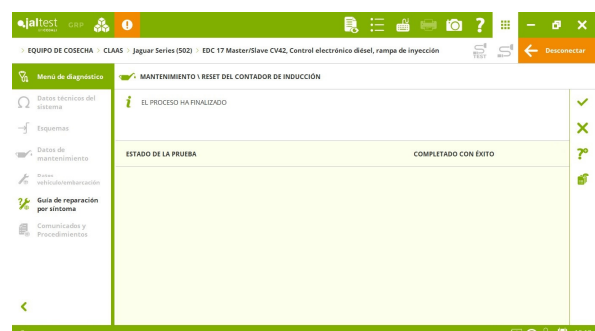 jaltest GRP
EQUIPO DE COSECHA > CLAAS > Jaguar Series (502) > EDC 17 Master/Slave CV42, Control electrónico diésel, rampa de inyección
TEST
Desconectar
Menú de diagnóstico
MANTENIMIENTO \ RESET DEL CONTADOR DE INDUCCIÓN
Datos técnicos del
sistema
i EL PROCESO HA FINALIZADO
Esquemas
Datos de
mantenimiento
ESTADO DE LA PRUEBA COMPLETADO CON ÉXITO
Datos
vehículo/embarcación
Guía de reparación
por síntoma
Comunicados y
Procedimientos